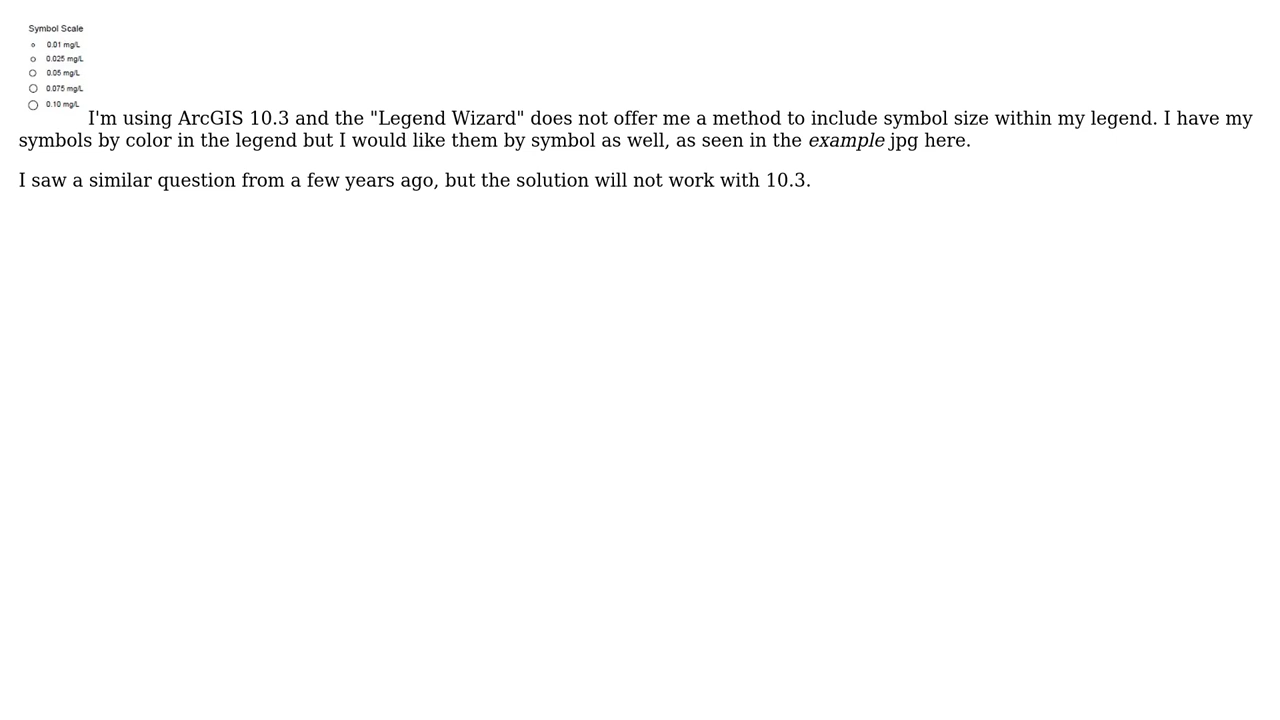 Symbol Scale
0.01 mg/L
0.025 mg/L
0.05 mg/L
0.075 mg/L
0.10 mg/L
I'm using ArcGIS 10.3 and the "Legend Wizard" does not offer me a method to include symbol size within my legend. I have my
symbols by color in the legend but I would like them by symbol as well, as seen in the example jpg here.
I saw a similar question from a few years ago, but the solution will not work with 10.3.